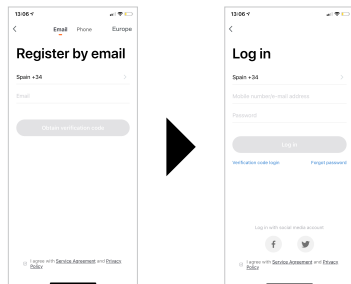 13:06
Email Phone Europe
Register by email
Spain +34
Email
Obtain verification code
I agree with Service Agreement and Privacy
Policy
13:06
Log in
Spain +34
Mobile number/e-mail address
Password
Log in
Verification code login Forgot password
Log in with social media account
I agree with Service Agreement and Privacy
Policy